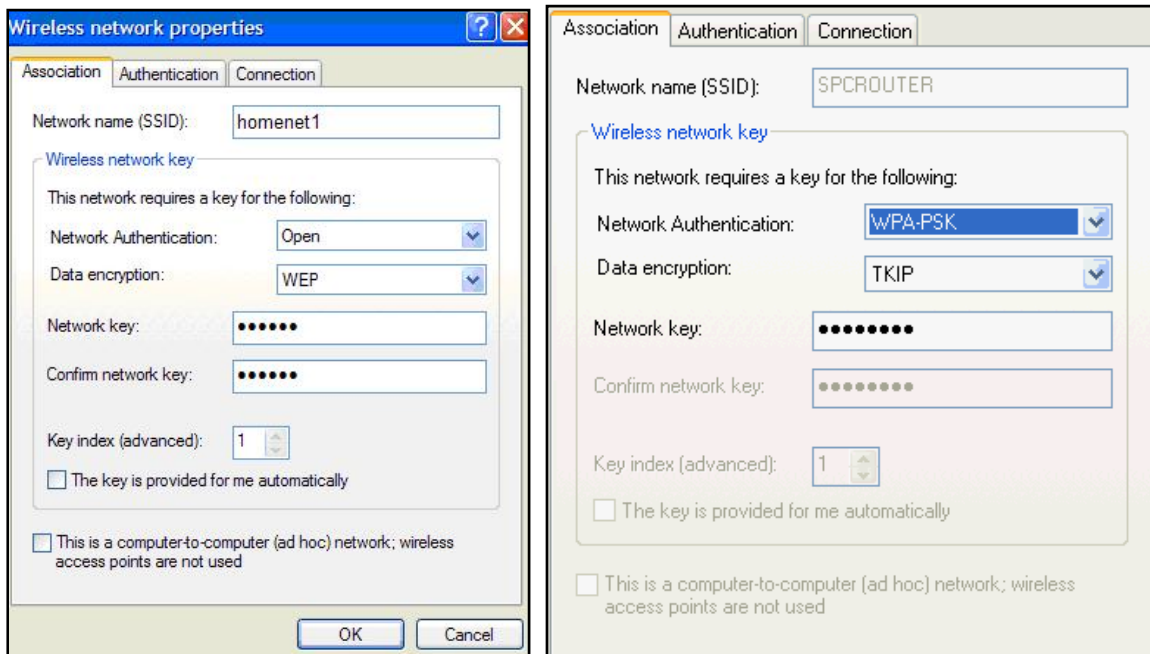 Wireless network properties
Association Authentication Connection
Network name (SSID): homenet1
Wireless network key
This network requires a key for the following:
Network Authentication: Open
Data encryption: WEP
Network key: ••••••
Confirm network key: ••••••
Key index (advanced): 1
The key is provided for me automatically
This is a computer-to-computer (ad hoc) network; wireless
access points are not used
OK Cancel
Association Authentication Connection
Network name (SSID): SPCROUTER
Wireless network key
This network requires a key for the following:
Network Authentication: WPA-PSK
Data encryption: TKIP
Network key: ••••••••
Confirm network key: ••••••••
Key index (advanced): 1
The key is provided for me automatically
This is a computer-to-computer (ad hoc) network; wireless
access points are not used